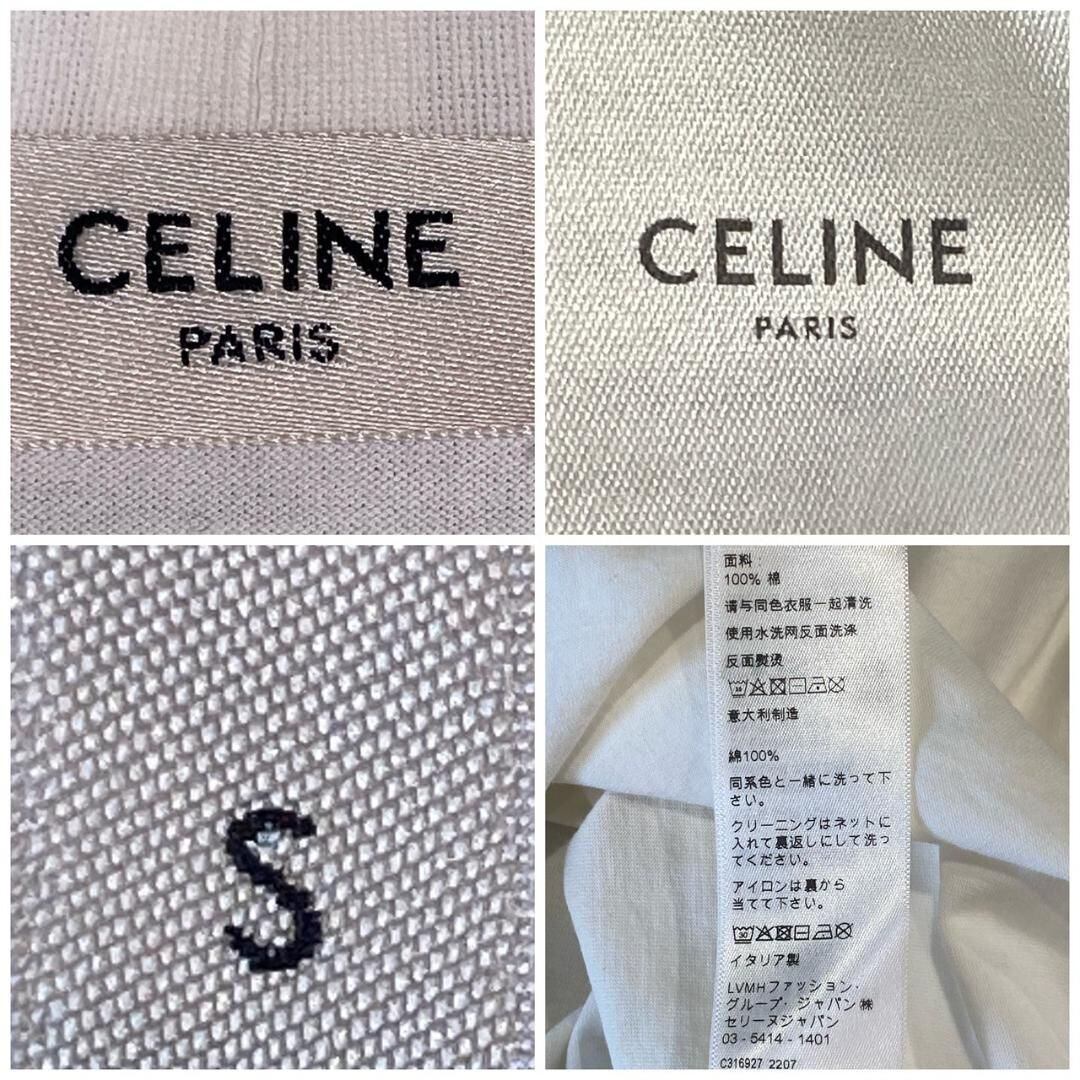 CELINE
PARIS
CELINE
PARIS
S
面料:
100% 棉
请与同色衣服一起清洗
使用水洗网反面洗涤
反面熨烫
30
意大利制造
綿100%
同系色と一緒に洗って下
さい。
クリーニングはネットに
入れて裏返しにして洗っ
てください。
アイロンは裏から
当てて下さい。
30
イタリア製
LVMHファッション・
グループ・ジャパン㈱
セリーヌジャパン
03 - 5414 - 1401
C316927 2207